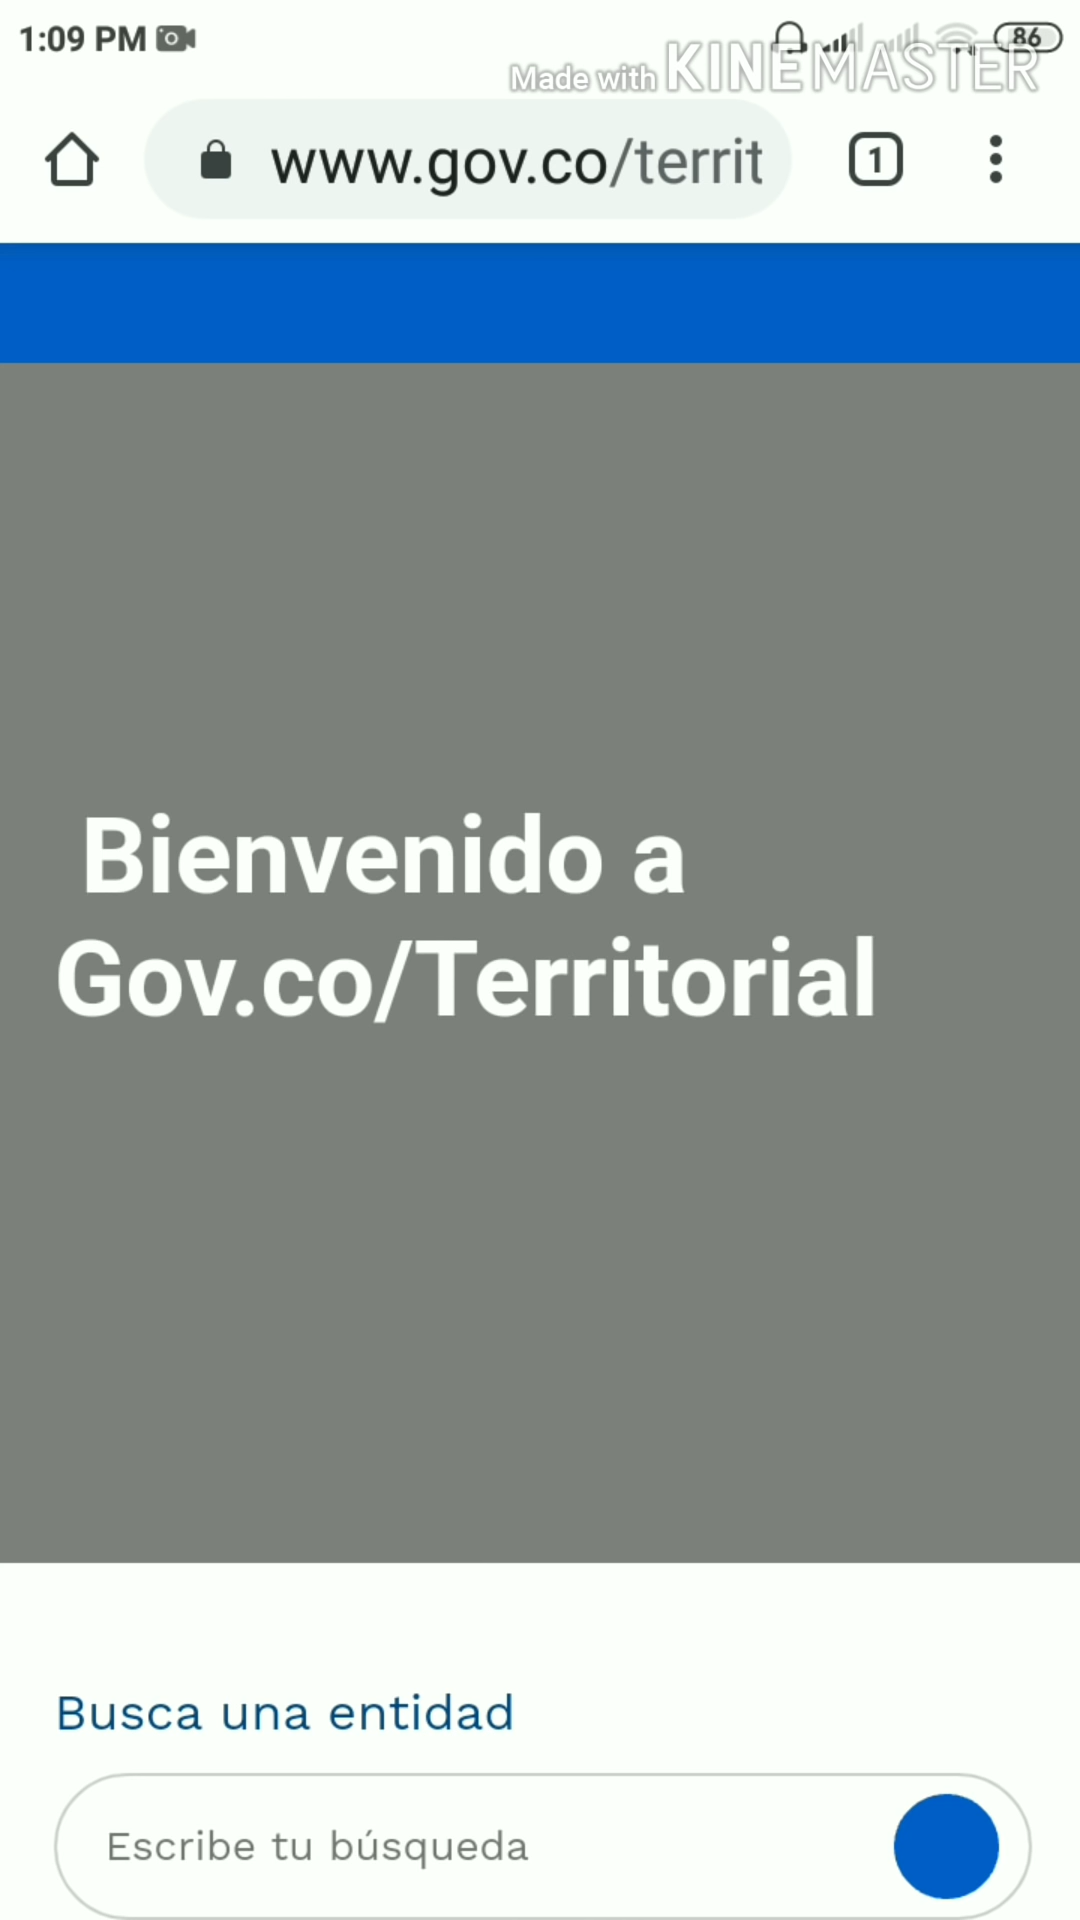 1:09 PM
86
Made with KINEMASTER
www.gov.co/territ
1
Bienvenido a
Gov.co/Territorial
Busca una entidad
Escribe tu búsqueda